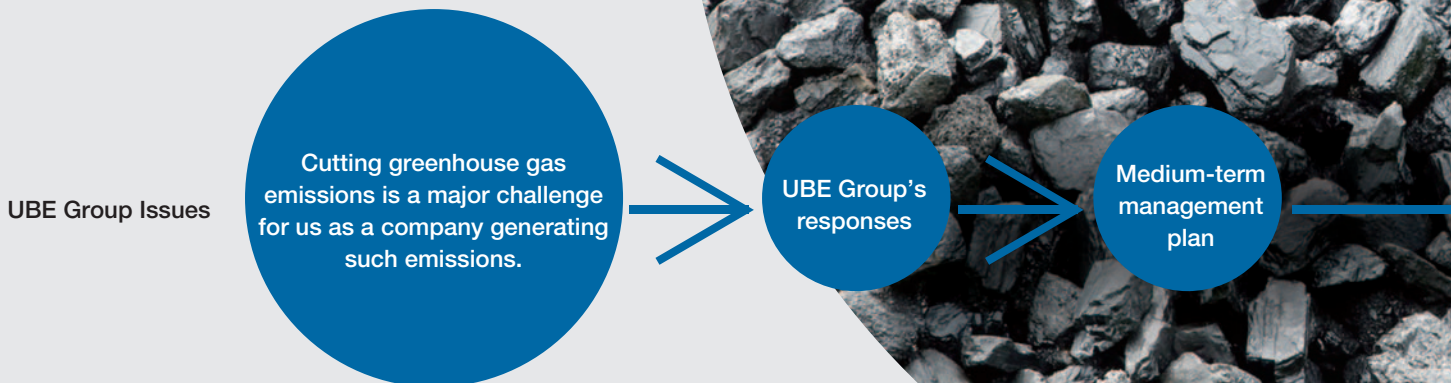 UBE Group Issues
Cutting greenhouse gas
emissions is a major challenge
for us as a company generating
such emissions.
UBE Group’s
responses
Medium-term
management
plan